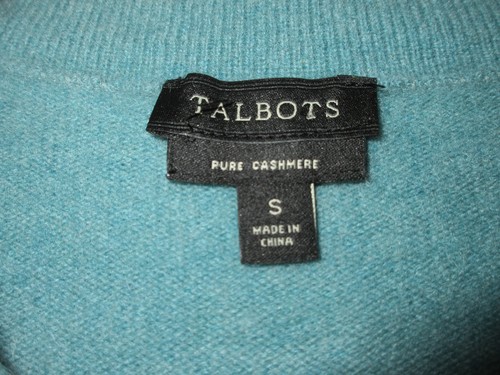 TALBOTS
PURE CASHMERE
S
MADE IN
CHINA